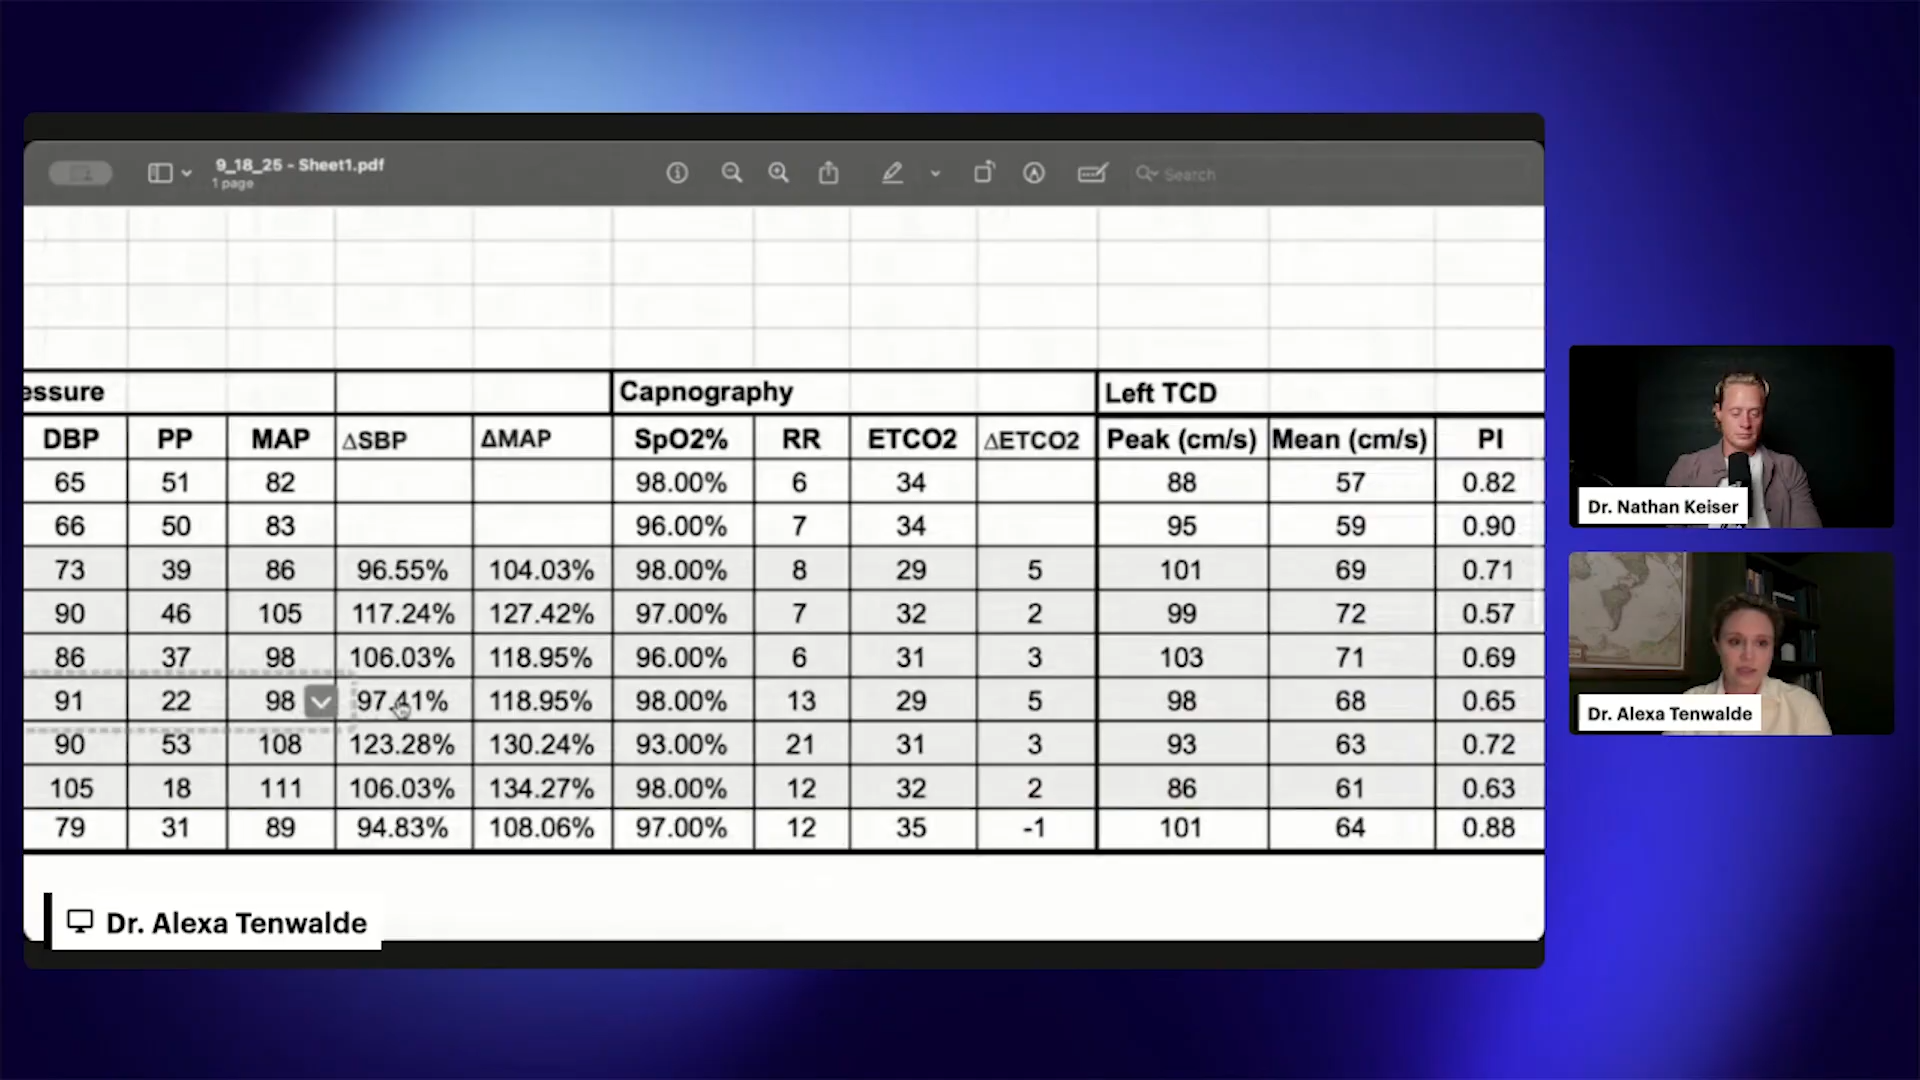 9_18_25 - Sheet1.pdf
1 page
Search
essure Capnography Left TCD
DBP PP MAP ΔSBP ΔMAP SpO2% RR ETCO2 ΔETCO2 Peak (cm/s) Mean (cm/s) PI
65 51 82 98.00% 6 34 88 57 0.82
66 50 83 96.00% 7 34 95 59 0.90
73 39 86 96.55% 104.03% 98.00% 8 29 5 101 69 0.71
90 46 105 117.24% 127.42% 97.00% 7 32 2 99 72 0.57
86 37 98 106.03% 118.95% 96.00% 6 31 3 103 71 0.69
91 22 98 97.41% 118.95% 98.00% 13 29 5 98 68 0.65
90 53 108 123.28% 130.24% 93.00% 21 31 3 93 63 0.72
105 18 111 106.03% 134.27% 98.00% 12 32 2 86 61 0.63
79 31 89 94.83% 108.06% 97.00% 12 35 -1 101 64 0.88
Dr. Alexa Tenwalde
Dr. Nathan Keiser
Dr. Alexa Tenwalde